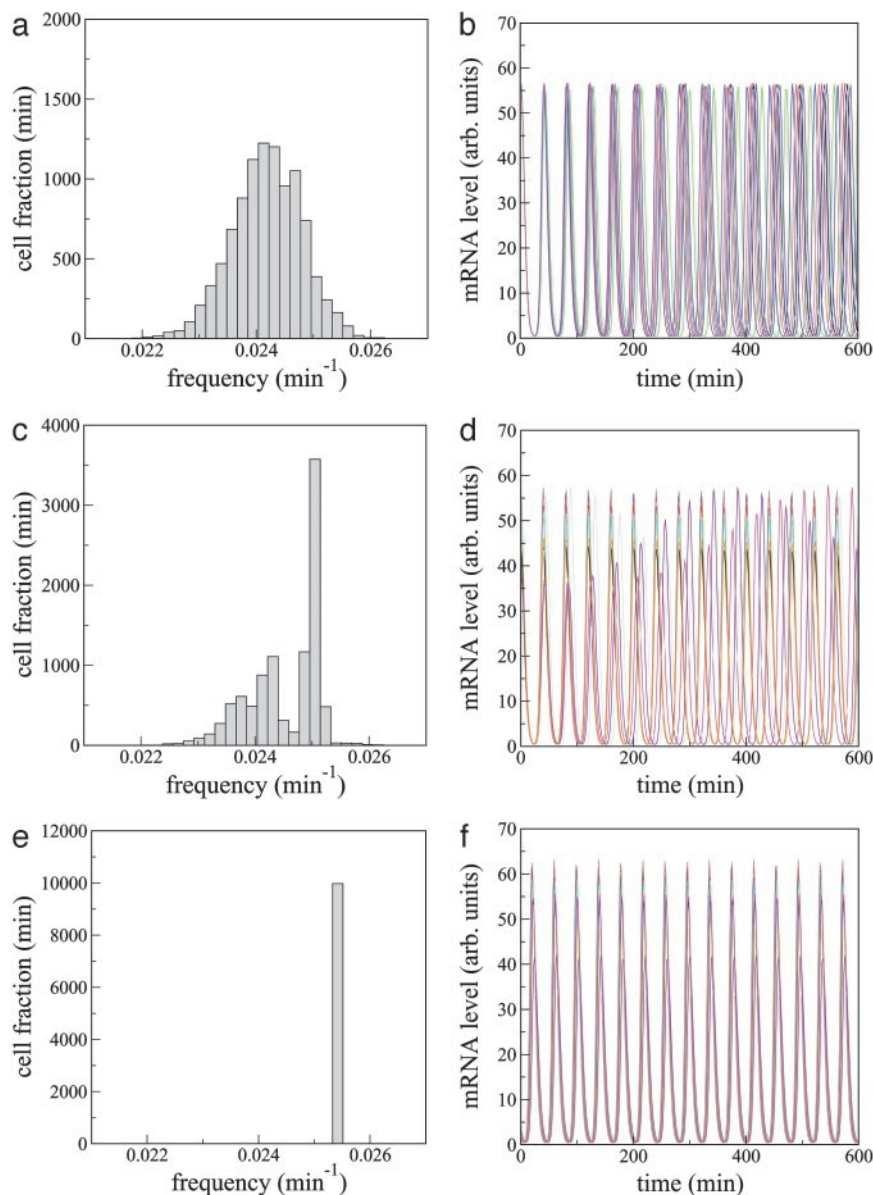 a
2000
1500
1000
500
0
cell fraction (min)
0.022 0.024 0.026
frequency (min⁻¹)
b
70
60
50
40
30
20
10
0
mRNA level (arb. units)
0 200 400 600
time (min)
c
4000
3000
2000
1000
0
cell fraction (min)
0.022 0.024 0.026
frequency (min⁻¹)
d
70
60
50
40
30
20
10
0
mRNA level (arb. units)
0 200 400 600
time (min)
e
12000
10000
8000
6000
4000
2000
0
cell fraction (min)
0.022 0.024 0.026
frequency (min⁻¹)
f
70
60
50
40
30
20
10
0
mRNA level (arb. units)
0 200 400 600
time (min)